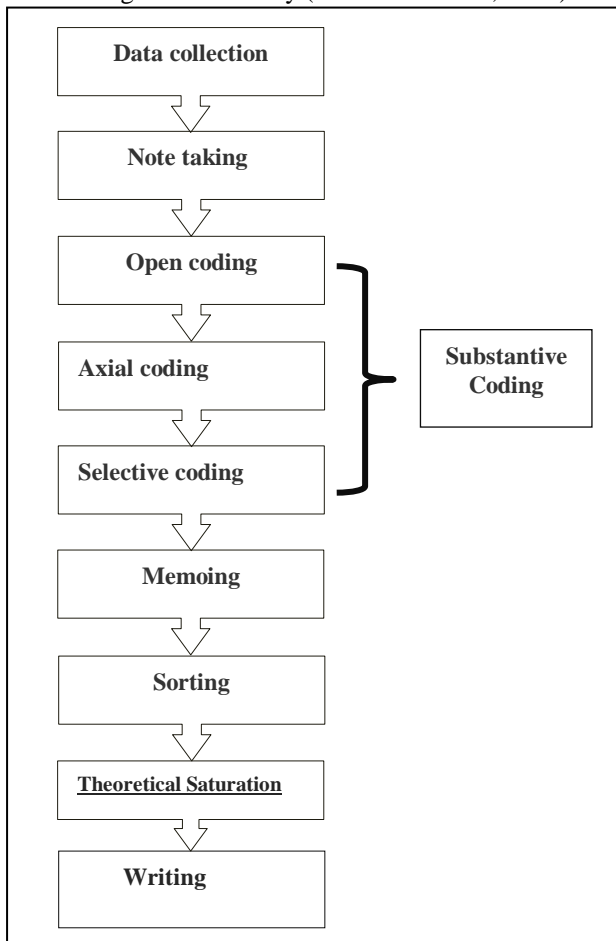 Data collection
Note taking
Open coding
Axial coding
Selective coding
Substantive
Coding
Memoing
Sorting
Theoretical Saturation
Writing